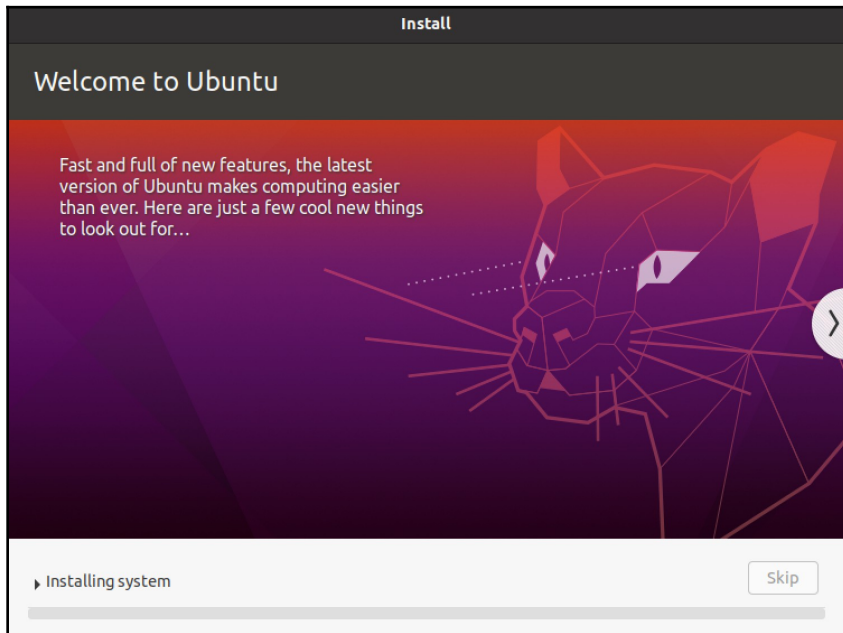 Install
Welcome to Ubuntu
Fast and full of new features, the latest
version of Ubuntu makes computing easier
than ever. Here are just a few cool new things
to look out for…
Installing system
Skip